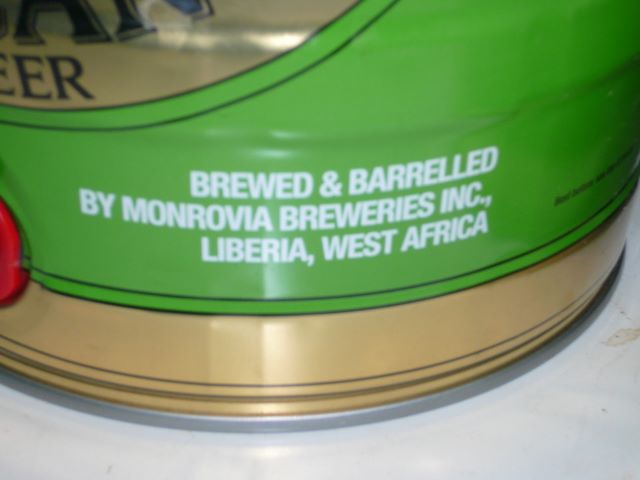 EER
BREWED & BARRELLED
BY MONROVIA BREWERIES INC.,
LIBERIA, WEST AFRICA